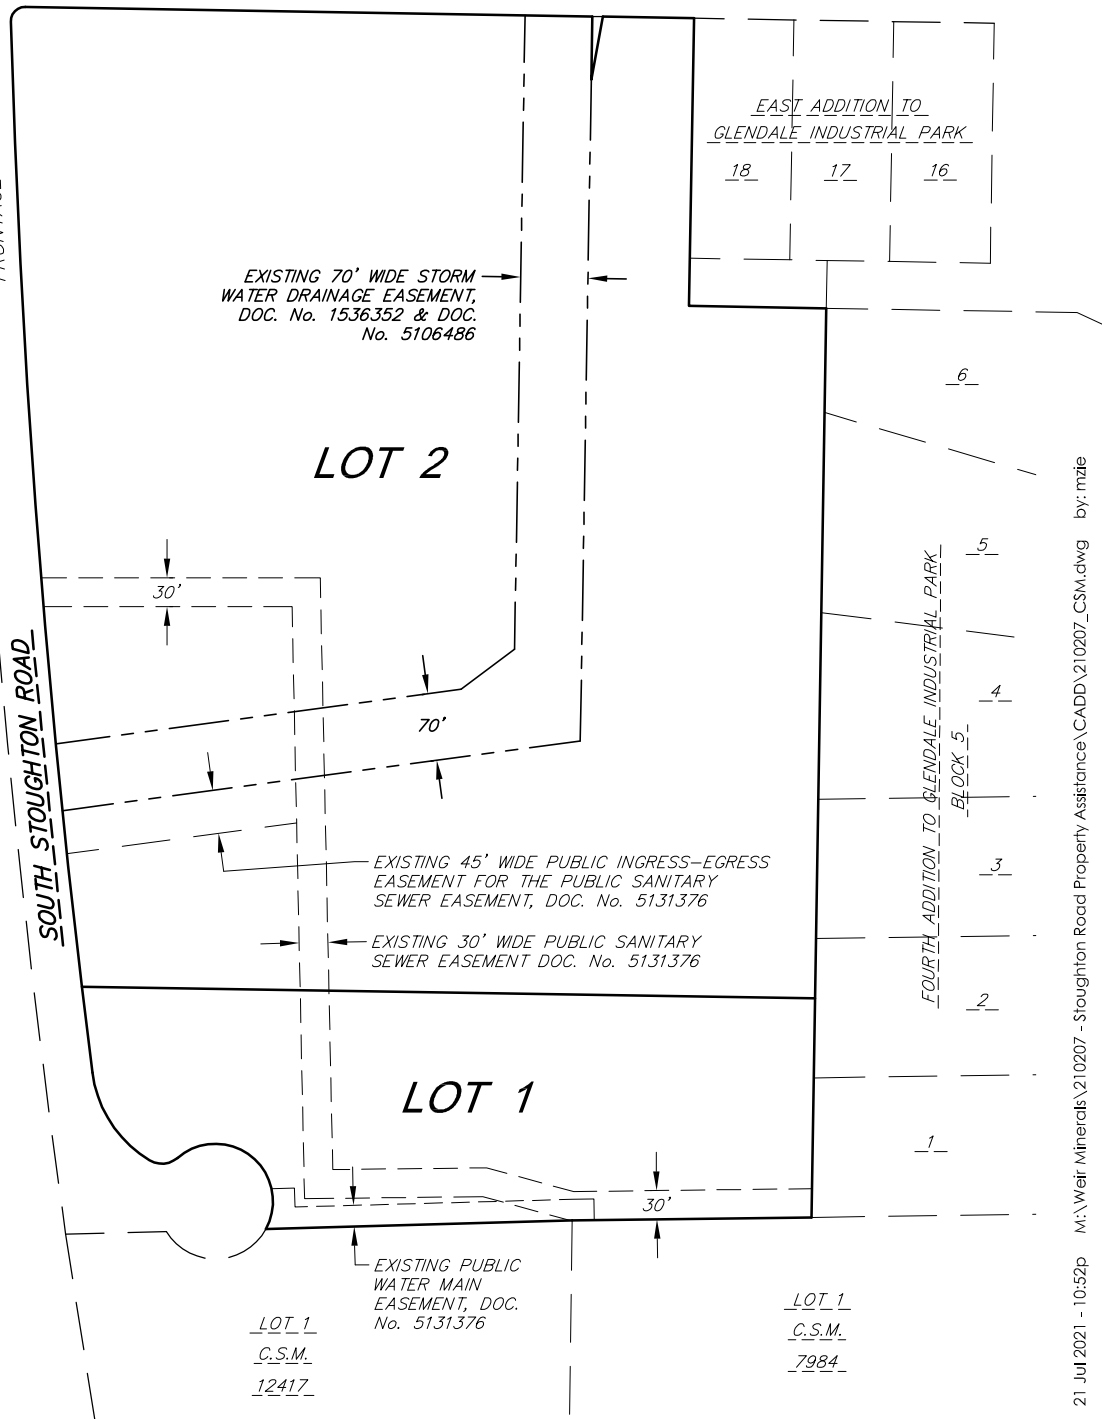 FRONTAGE
EAST ADDITION TO
GLENDALE INDUSTRIAL PARK
18
17
16
EXISTING 70' WIDE STORM
WATER DRAINAGE EASEMENT,
DOC. No. 1536352 & DOC.
No. 5106486
6
LOT 2
5
30'
SOUTH STOUGHTON ROAD
70'
4
FOURTH ADDITION TO GLENDALE INDUSTRIAL PARK
BLOCK 5
EXISTING 45' WIDE PUBLIC INGRESS-EGRESS
EASEMENT FOR THE PUBLIC SANITARY
SEWER EASEMENT, DOC. No. 5131376
3
EXISTING 30' WIDE PUBLIC SANITARY
SEWER EASEMENT DOC. No. 5131376
2
LOT 1
1
30'
EXISTING PUBLIC
WATER MAIN
EASEMENT, DOC.
No. 5131376
LOT 1
C.S.M.
12417
LOT 1
C.S.M.
7984
21 Jul 2021 - 10:52p M:\Weir Minerals\210207 - Stoughton Road Property Assistance\CADD\210207_CSM.dwg by: mzie